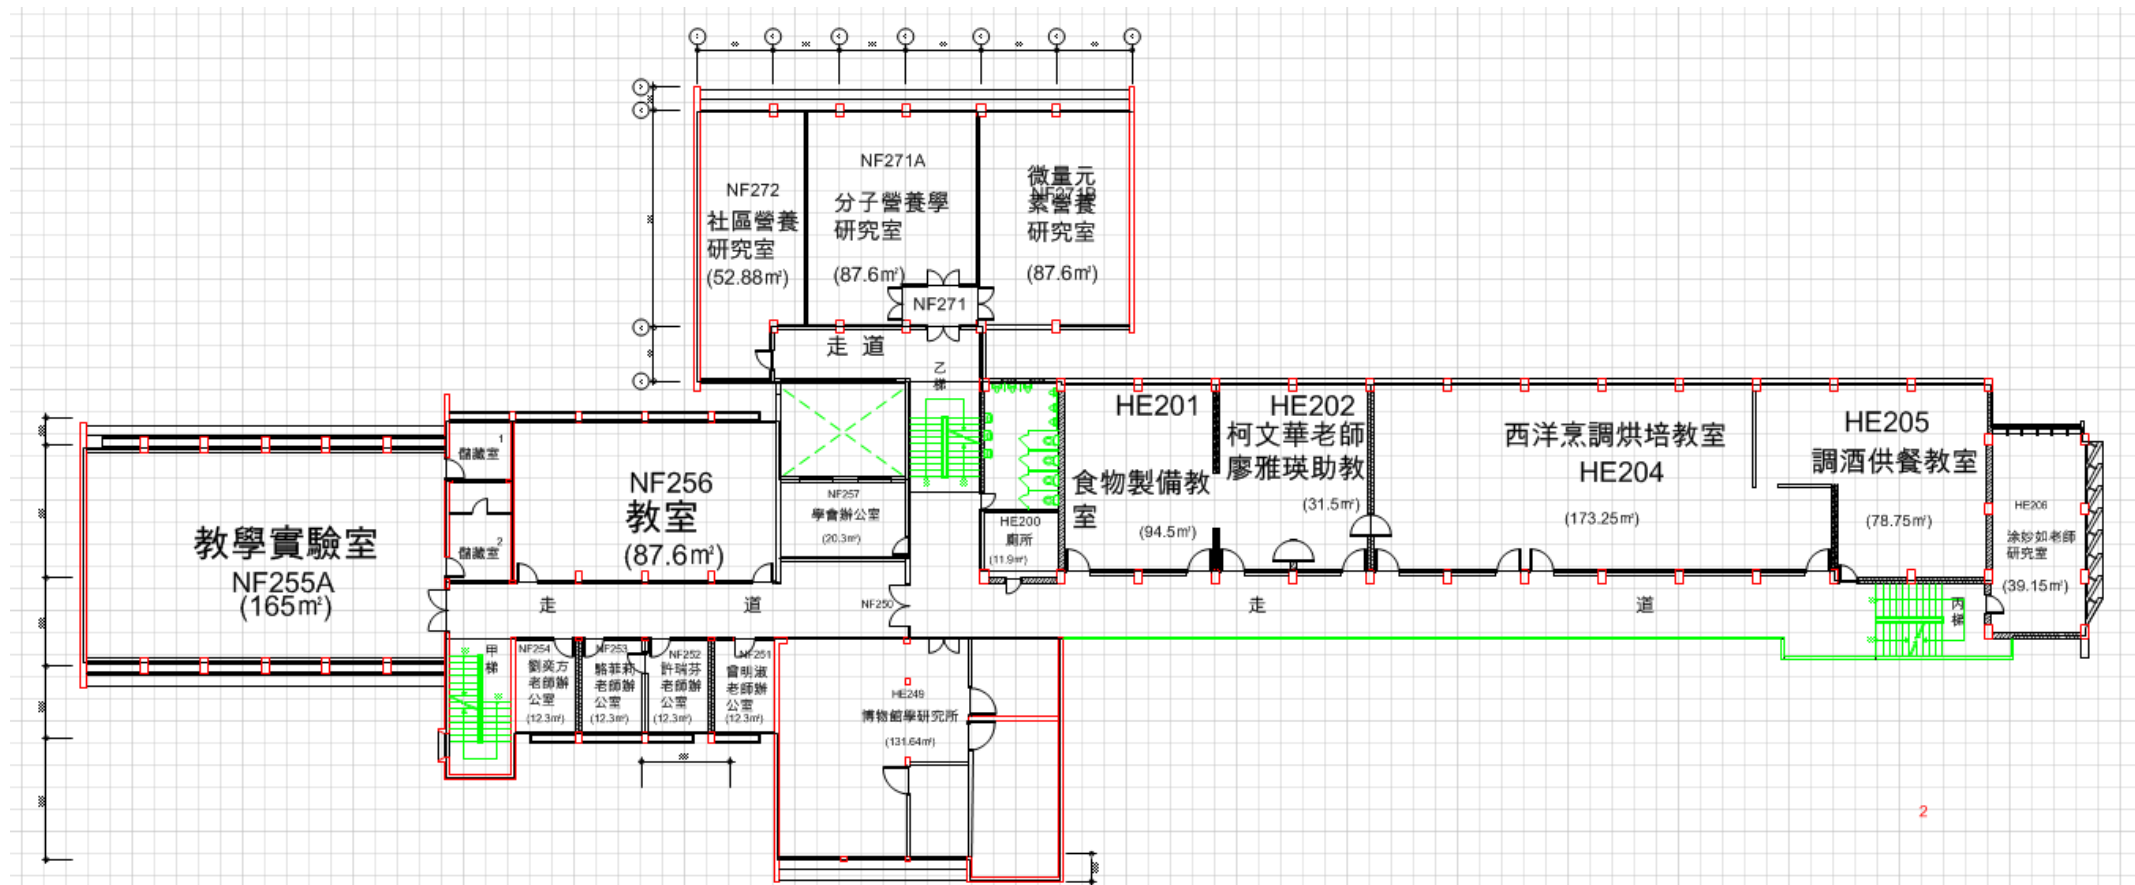 NF272
社區營養
研究室
(52.88㎡)
NF271A
分子營養學
研究室
(87.6㎡)
微量元
NF271B
素營養
研究室
(87.6㎡)
NF271
走 道
乙
梯
教學實驗室
NF255A
(165㎡)
1
儲藏室
2
儲藏室
NF256
教室
(87.6㎡)
NF257
學會辦公室
(20.3㎡)
HE200
廁所
(11.9㎡)
HE201
食物製備教
室
(94.5㎡)
HE202
柯文華老師
廖雅瑛助教
(31.5㎡)
西洋烹調烘培教室
HE204
(173.25㎡)
HE205
調酒供餐教室
(78.75㎡)
HE206
涂妙如老師
研究室
(39.15㎡)
走 道
NF250
走 道
丙
梯
甲
梯
NF254
劉奕方
老師辦
公室
(12.3㎡)
NF253
駱菲莉
老師辦
公室
(12.3㎡)
NF252
許瑞芬
老師辦
公室
(12.3㎡)
NF251
曾明淑
老師辦
公室
(12.3㎡)
HE249
博物館學研究所
(131.64㎡)
2